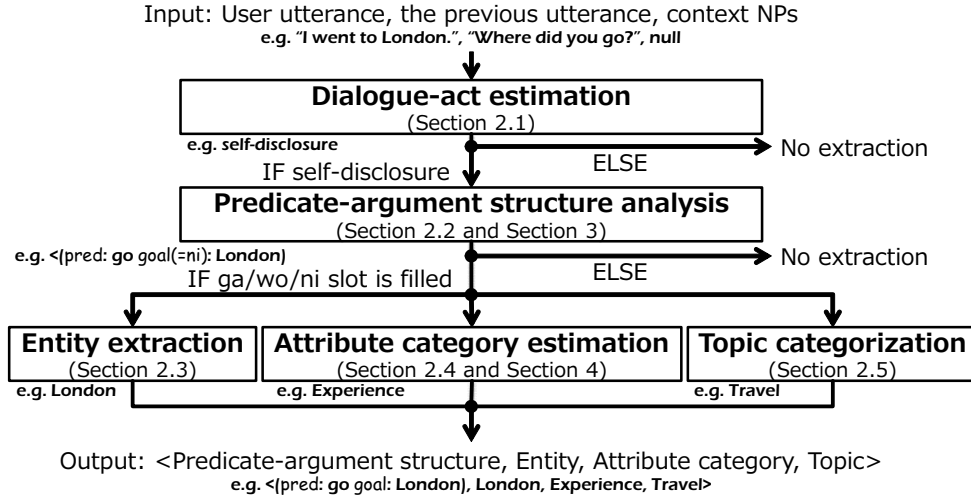 Input: User utterance, the previous utterance, context NPs
e.g. “I went to London.”, “Where did you go?”, null
Dialogue-act estimation
(Section 2.1)
e.g. self-disclosure
ELSE
No extraction
IF self-disclosure
Predicate-argument structure analysis
(Section 2.2 and Section 3)
e.g. <(pred: go goal(=ni): London)
ELSE
No extraction
IF ga/wo/ni slot is filled
Entity extraction
(Section 2.3)
e.g. London
Attribute category estimation
(Section 2.4 and Section 4)
e.g. Experience
Topic categorization
(Section 2.5)
e.g. Travel
Output: <Predicate-argument structure, Entity, Attribute category, Topic>
e.g. <(pred: go goal: London), London, Experience, Travel>